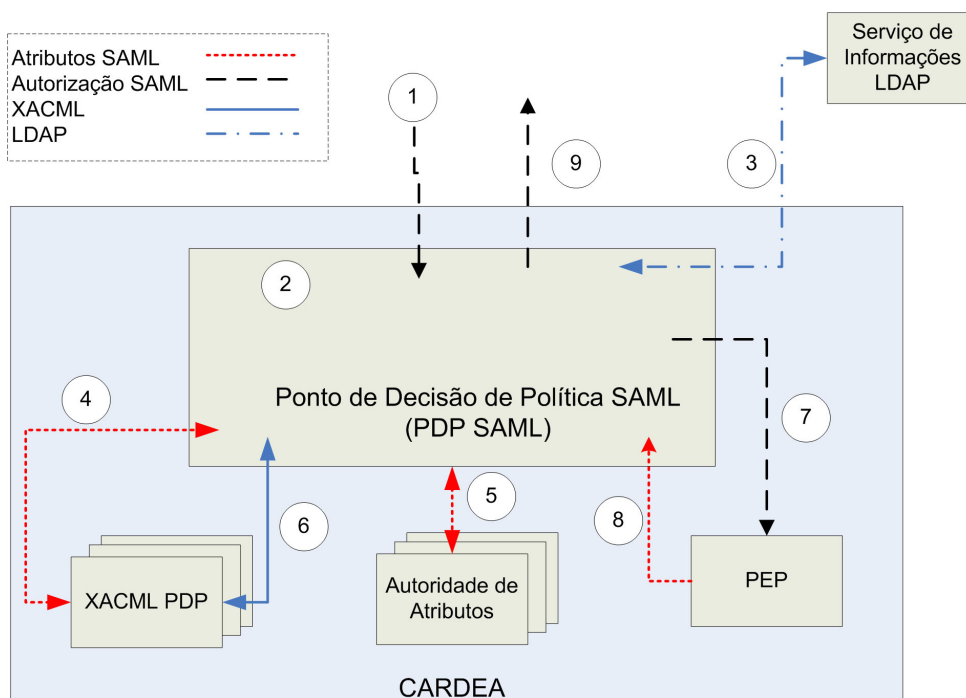 Atributos SAML
Autorização SAML
XACML
LDAP
1
9
3
Serviço de
Informações
LDAP
2
Ponto de Decisão de Política SAML
(PDP SAML)
4
7
5
6
8
XACML PDP
Autoridade de
Atributos
PEP
CARDEA